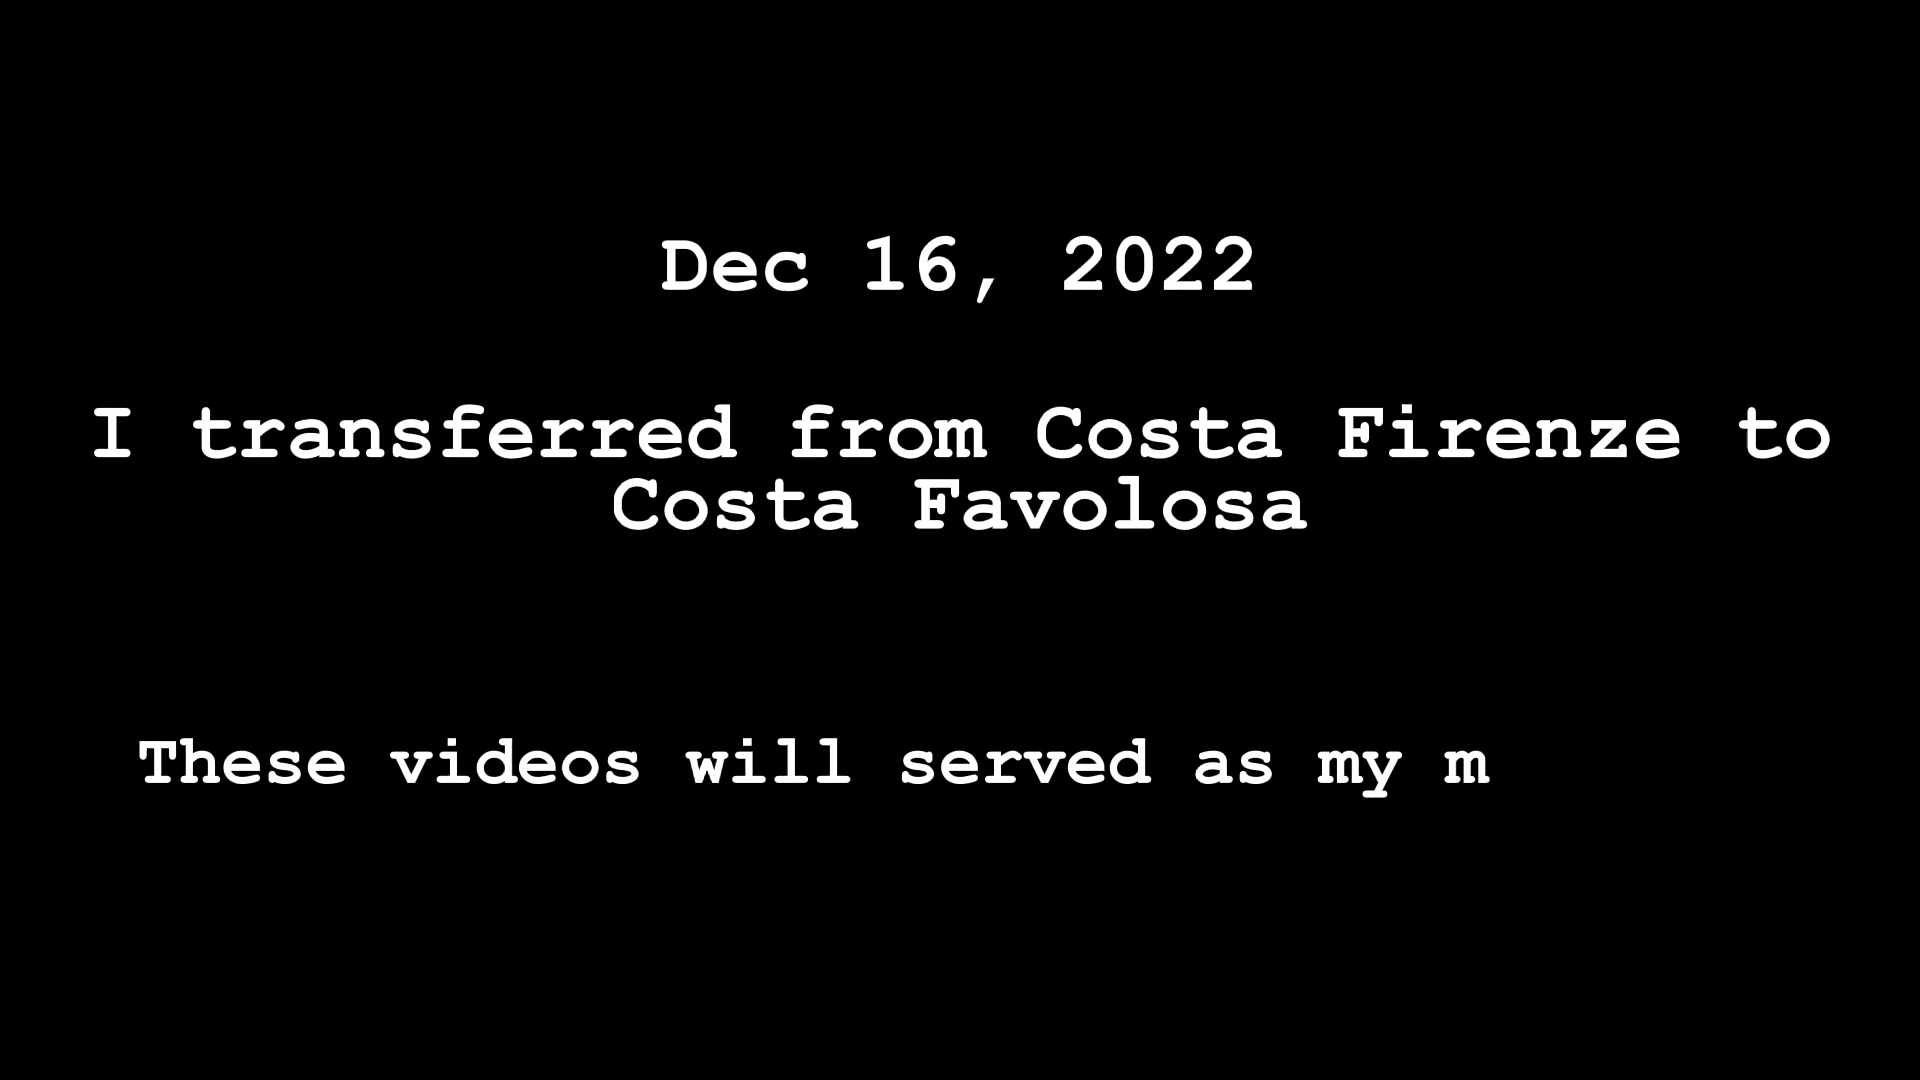 Dec 16, 2022
I transferred from Costa Firenze to
Costa Favolosa
These videos will served as my m